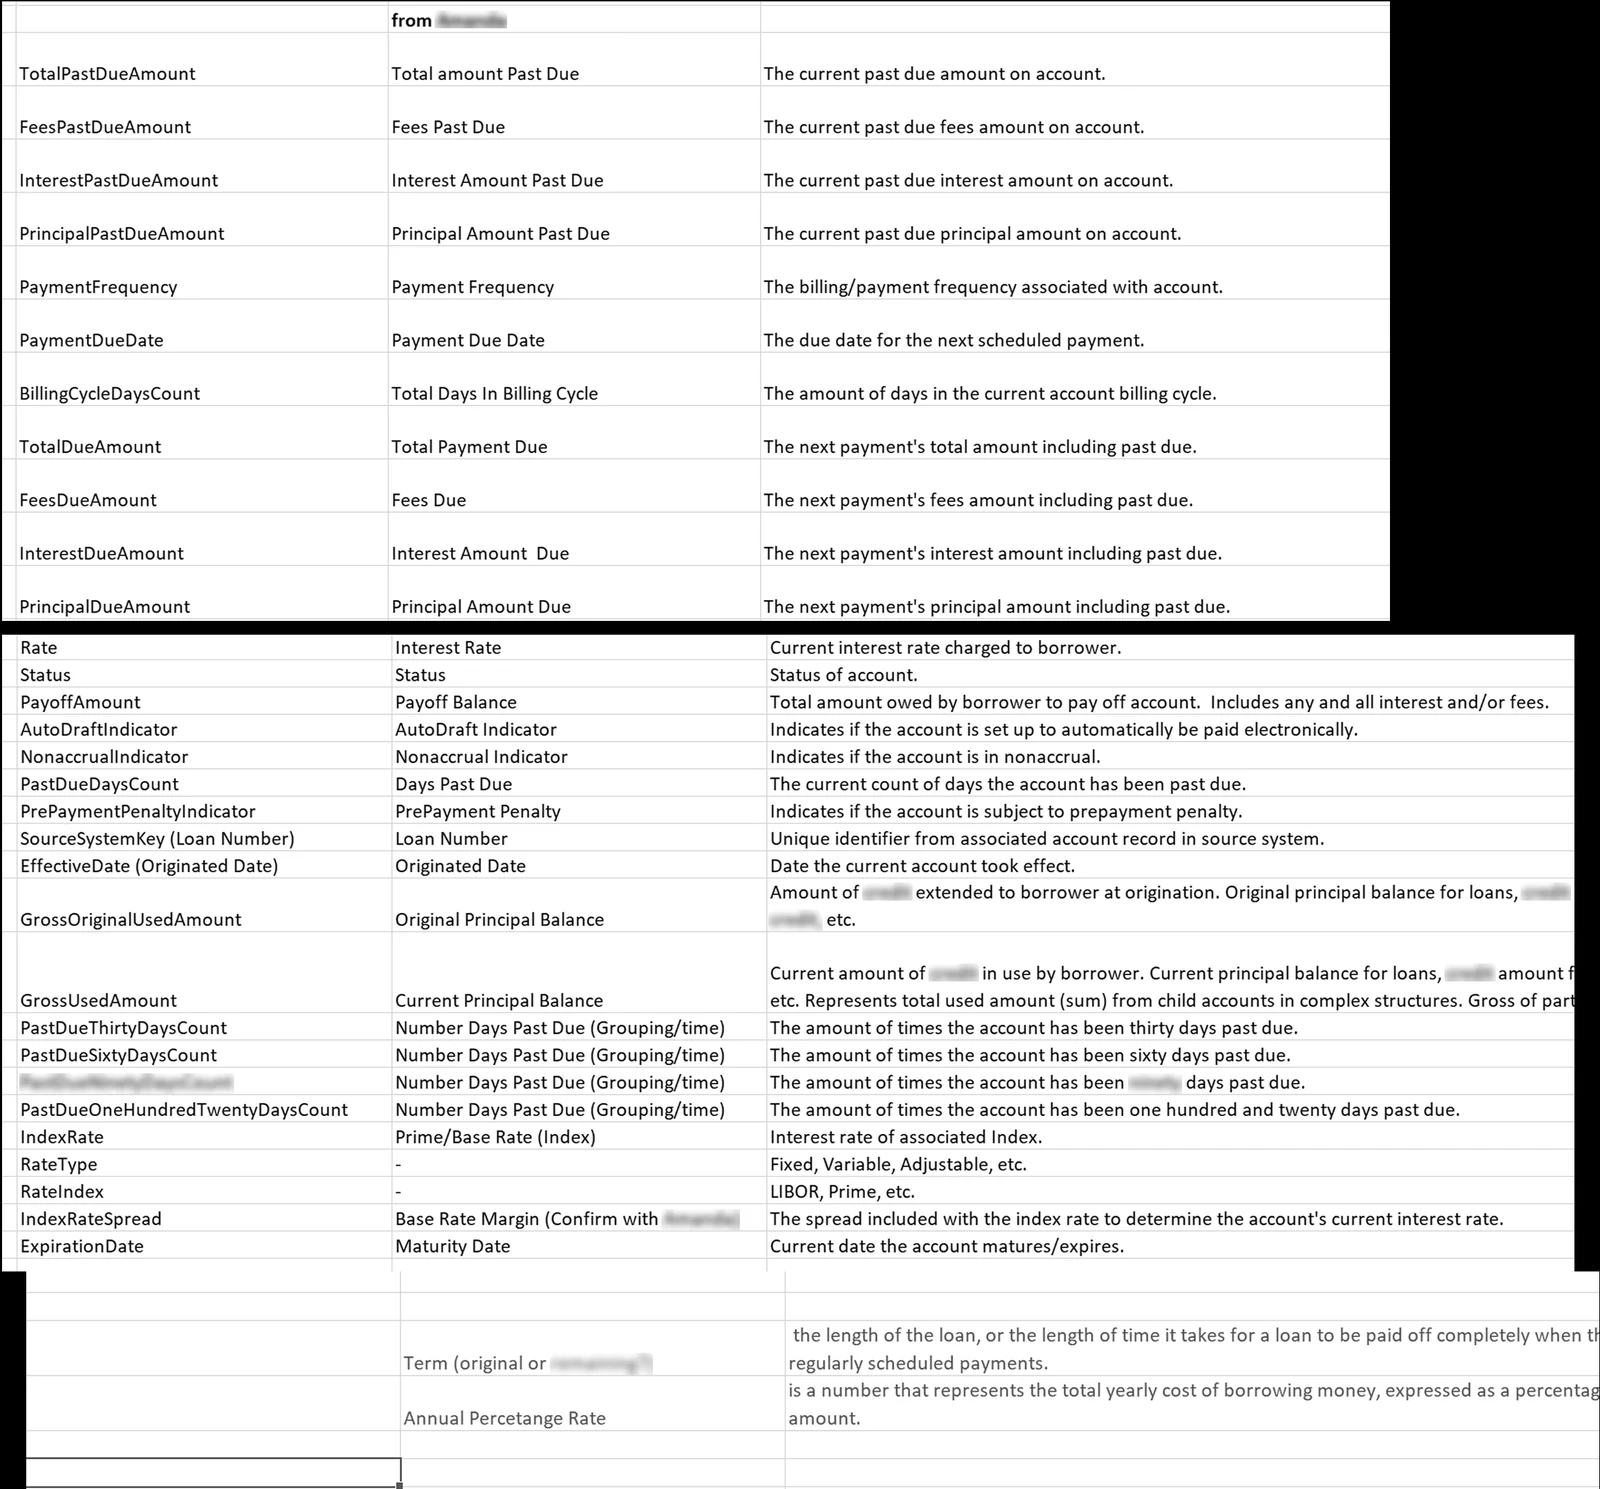 from
TotalPastDueAmount Total amount Past Due The current past due amount on account.
FeesPastDueAmount Fees Past Due The current past due fees amount on account.
InterestPastDueAmount Interest Amount Past Due The current past due interest amount on account.
PrincipalPastDueAmount Principal Amount Past Due The current past due principal amount on account.
PaymentFrequency Payment Frequency The billing/payment frequency associated with account.
PaymentDueDate Payment Due Date The due date for the next scheduled payment.
BillingCycleDaysCount Total Days In Billing Cycle The amount of days in the current account billing cycle.
TotalDueAmount Total Payment Due The next payment's total amount including past due.
FeesDueAmount Fees Due The next payment's fees amount including past due.
InterestDueAmount Interest Amount  Due The next payment's interest amount including past due.
PrincipalDueAmount Principal Amount Due The next payment's principal amount including past due.
Rate Interest Rate Current interest rate charged to borrower.
Status Status Status of account.
PayoffAmount Payoff Balance Total amount owed by borrower to pay off account.  Includes any and all interest and/or fees.
AutoDraftIndicator AutoDraft Indicator Indicates if the account is set up to automatically be paid electronically.
NonaccrualIndicator Nonaccrual Indicator Indicates if the account is in nonaccrual.
PastDueDaysCount Days Past Due The current count of days the account has been past due.
PrePaymentPenaltyIndicator PrePayment Penalty Indicates if the account is subject to prepayment penalty.
SourceSystemKey (Loan Number) Loan Number Unique identifier from associated account record in source system.
EffectiveDate (Originated Date) Originated Date Date the current account took effect.
Amount of extended to borrower at origination. Original principal balance for loans,
GrossOriginalUsedAmount Original Principal Balance etc.
Current amount of in use by borrower. Current principal balance for loans, amount f
GrossUsedAmount Current Principal Balance etc. Represents total used amount (sum) from child accounts in complex structures. Gross of part
PastDueThirtyDaysCount Number Days Past Due (Grouping/time) The amount of times the account has been thirty days past due.
PastDueSixtyDaysCount Number Days Past Due (Grouping/time) The amount of times the account has been sixty days past due.
Number Days Past Due (Grouping/time) The amount of times the account has been days past due.
PastDueOneHundredTwentyDaysCount Number Days Past Due (Grouping/time) The amount of times the account has been one hundred and twenty days past due.
IndexRate Prime/Base Rate (Index) Interest rate of associated Index.
RateType - Fixed, Variable, Adjustable, etc.
RateIndex - LIBOR, Prime, etc.
IndexRateSpread Base Rate Margin (Confirm with The spread included with the index rate to determine the account's current interest rate.
ExpirationDate Maturity Date Current date the account matures/expires.
the length of the loan, or the length of time it takes for a loan to be paid off completely when th
Term (original or regularly scheduled payments.
is a number that represents the total yearly cost of borrowing money, expressed as a percentag
Annual Percetange Rate amount.